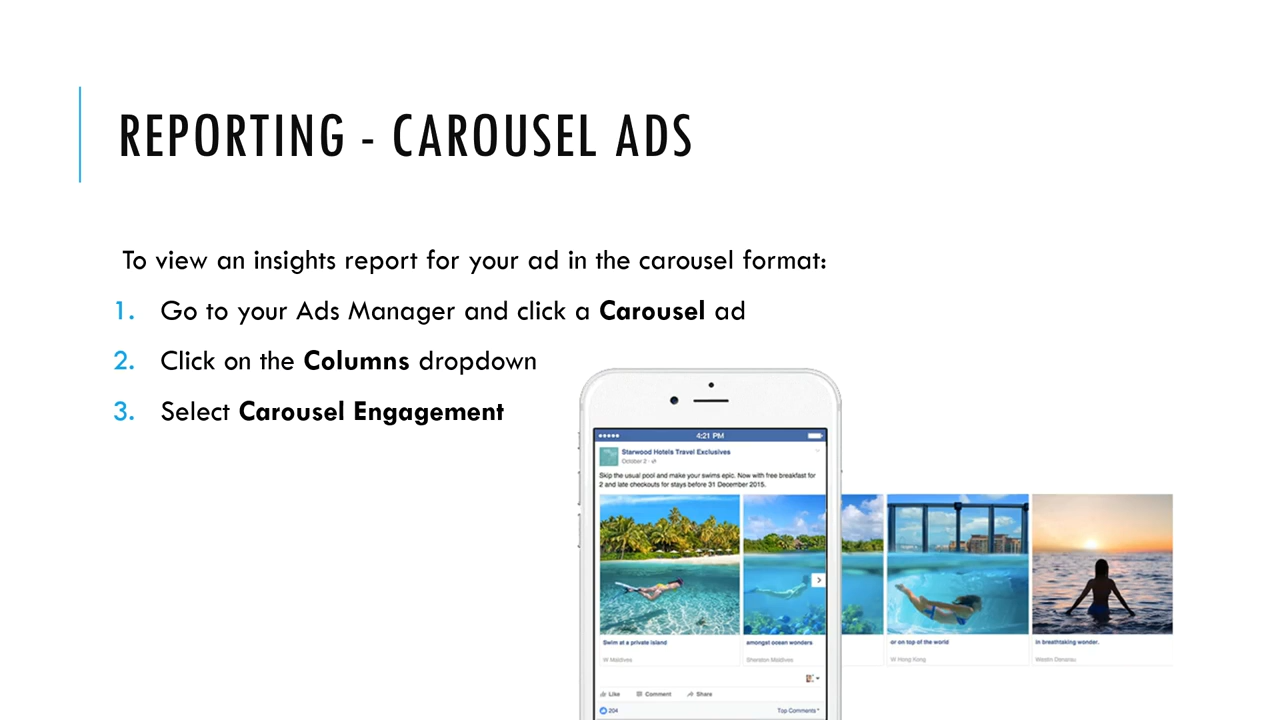 REPORTING - CAROUSEL ADS
To view an insights report for your ad in the carousel format:
1. Go to your Ads Manager and click a Carousel ad
2. Click on the Columns dropdown
3. Select Carousel Engagement
4:21 PM
Starwood Hotels Travel Exclusives
October 2
Skip the usual pool and make your swims epic. Now with free breakfast for
2 and late checkouts for stays before 31 December 2015.
Swim at a private island
W Maldives
amongst ocean wonders
Sheraton Maldives
or on top of the world
W Hong Kong
in breathtaking wonder.
Westin Denarau
Like Comment Share
204 Top Comments